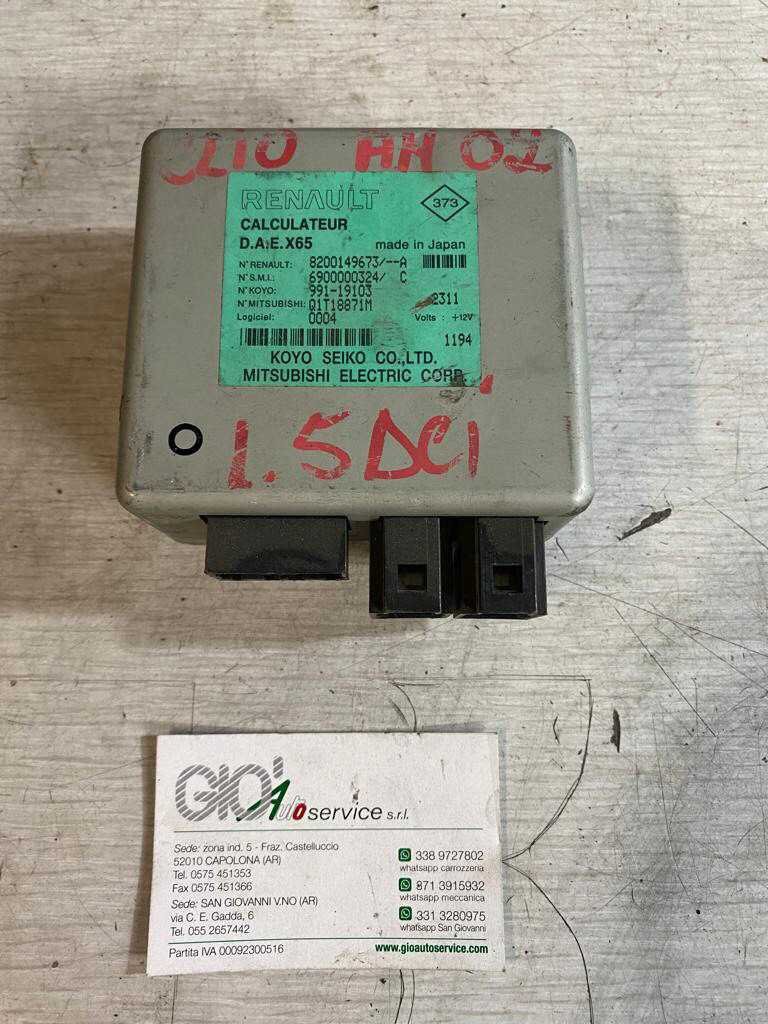 CLIO AH 02
RENAULT
373
CALCULATEUR
D.A.E.X65 made in Japan
N° RENAULT: 8200149673/--A
N° S.M.I.: 6900000324/ C
N° KOYO: 991-19103
N° MITSUBISHI: Q1T18871M 2311
Logiciel: 0004 Volts : +12V
1194
KOYO SEIKO CO.,LTD.
MITSUBISHI ELECTRIC CORP.
1.5 DCi
GIO' Autoservice s.r.l.
Sede: zona ind. 5 - Fraz. Castelluccio
52010 CAPOLONA (AR)
Tel. 0575 451353
Fax 0575 451366
Sede: SAN GIOVANNI V.NO (AR)
via C. E. Gadda, 6
Tel. 055 2657442
Partita IVA 00092300516
338 9727802
whatsapp carrozzeria
371 3915932
whatsapp meccanica
331 3280975
whatsapp San Giovanni
www.gioautoservice.com